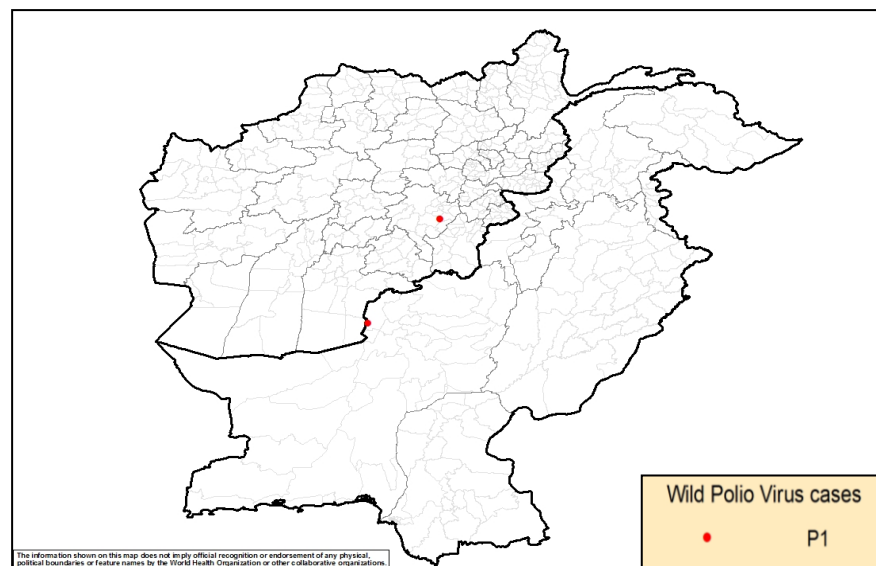 Wild Polio Virus cases
P1
The information shown on this map does not imply official recognition or endorsement of any physical,
political boundaries or feature names by the World Health Organization or other collaborative organizations.